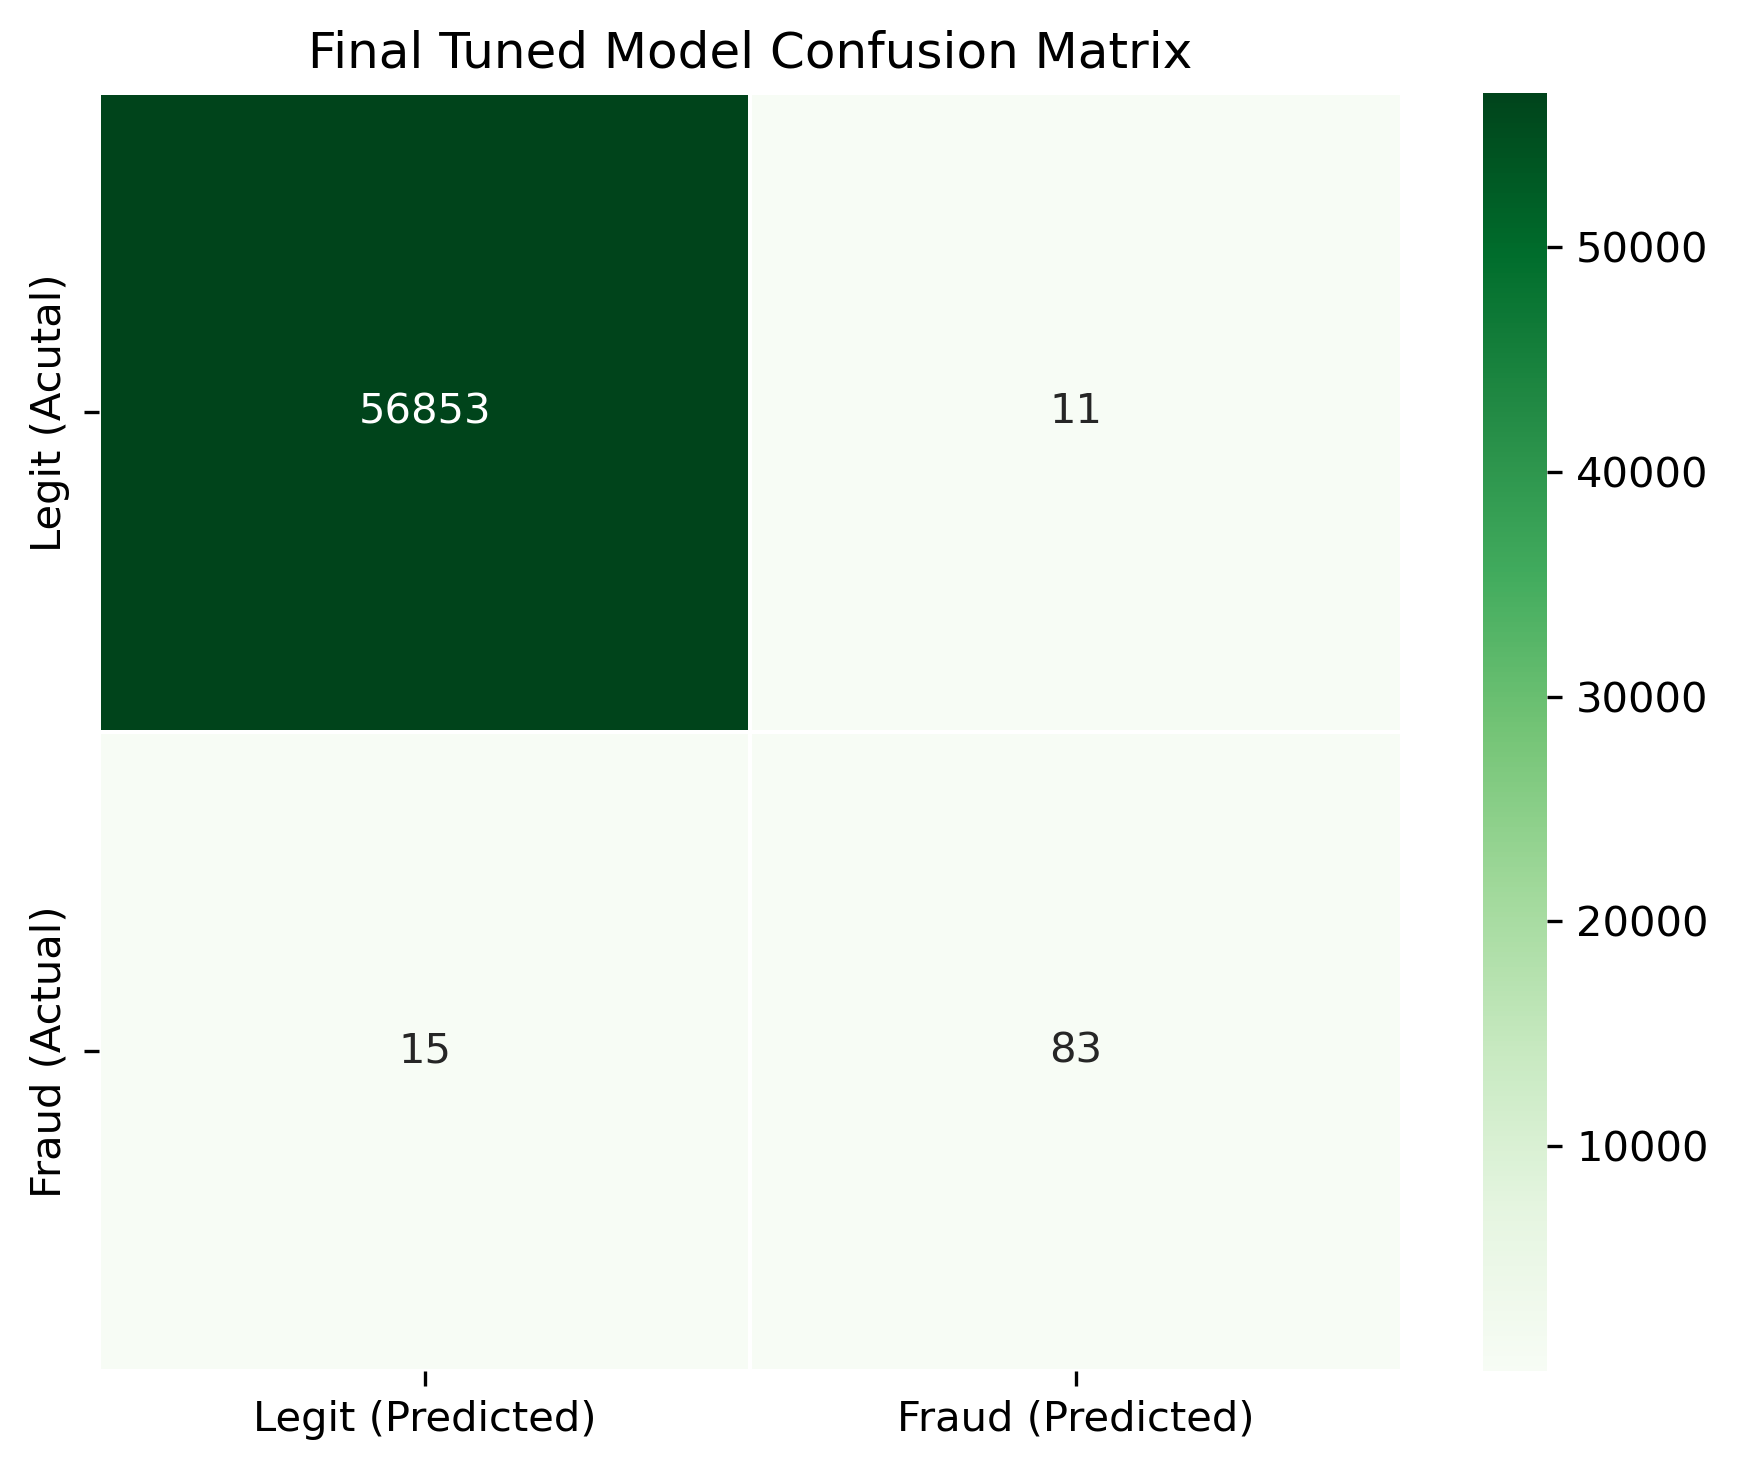 Final Tuned Model Confusion Matrix
Legit (Acutal)
56853
11
Fraud (Actual)
15
83
Legit (Predicted)
Fraud (Predicted)
50000
40000
30000
20000
10000